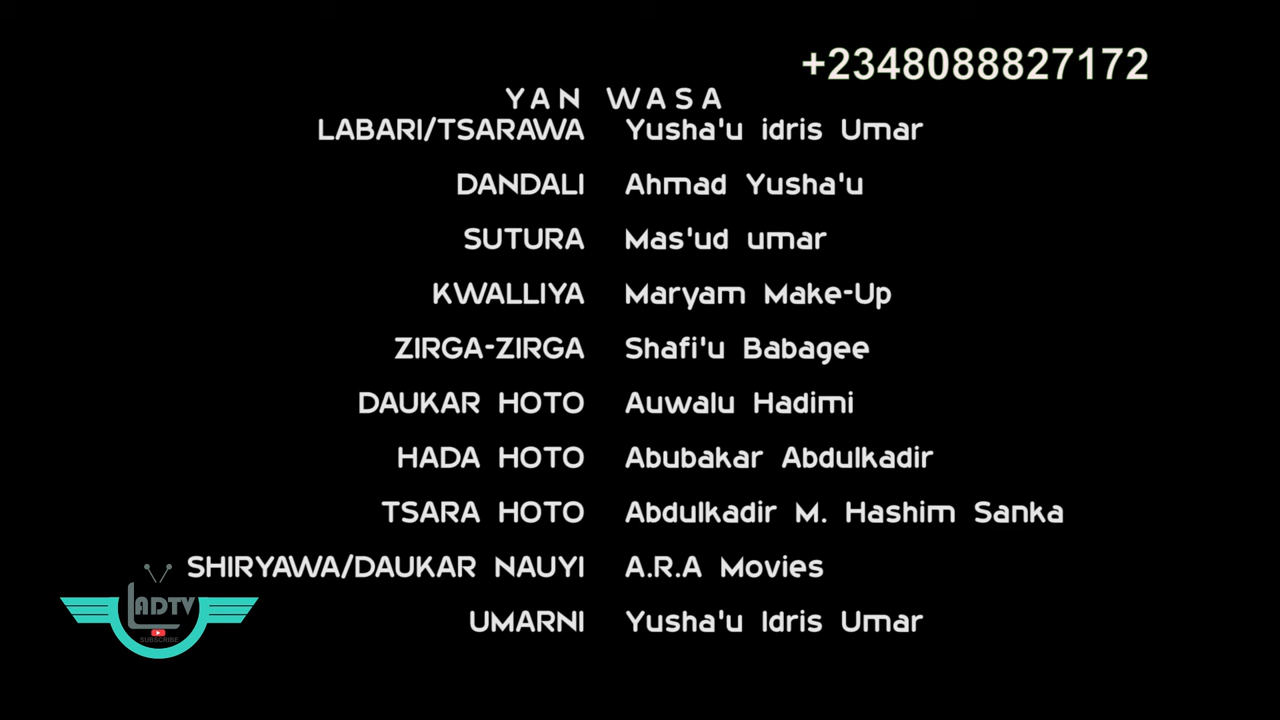 +2348088827172
YAN WASA
LABARI/TSARAWA Yusha'u idris Umar
DANDALI Ahmad Yusha'u
SUTURA Mas'ud umar
KWALLIYA Maryam Make-Up
ZIRGA-ZIRGA Shafi'u Babagee
DAUKAR HOTO Auwalu Hadimi
HADA HOTO Abubakar Abdulkadir
TSARA HOTO Abdulkadir M. Hashim Sanka
SHIRYAWA/DAUKAR NAUYI A.R.A Movies
UMARNI Yusha'u Idris Umar
LADTV
SUBSCRIBE